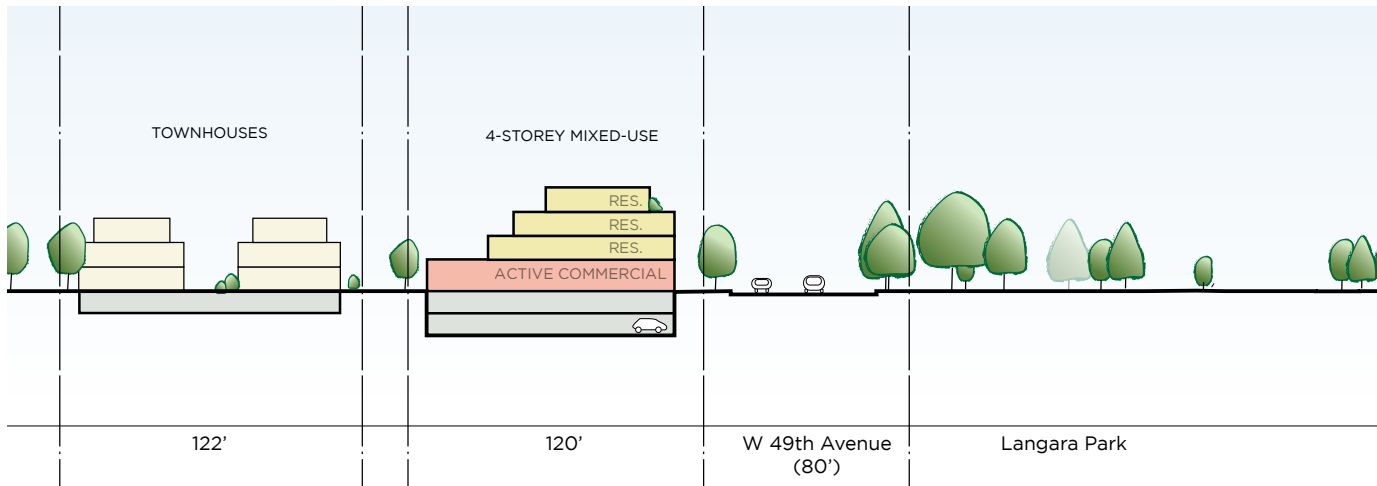 TOWNHOUSES
4-STOREY MIXED-USE
RES.
RES.
RES.
ACTIVE COMMERCIAL
122’
120’
W 49th Avenue
(80’)
Langara Park